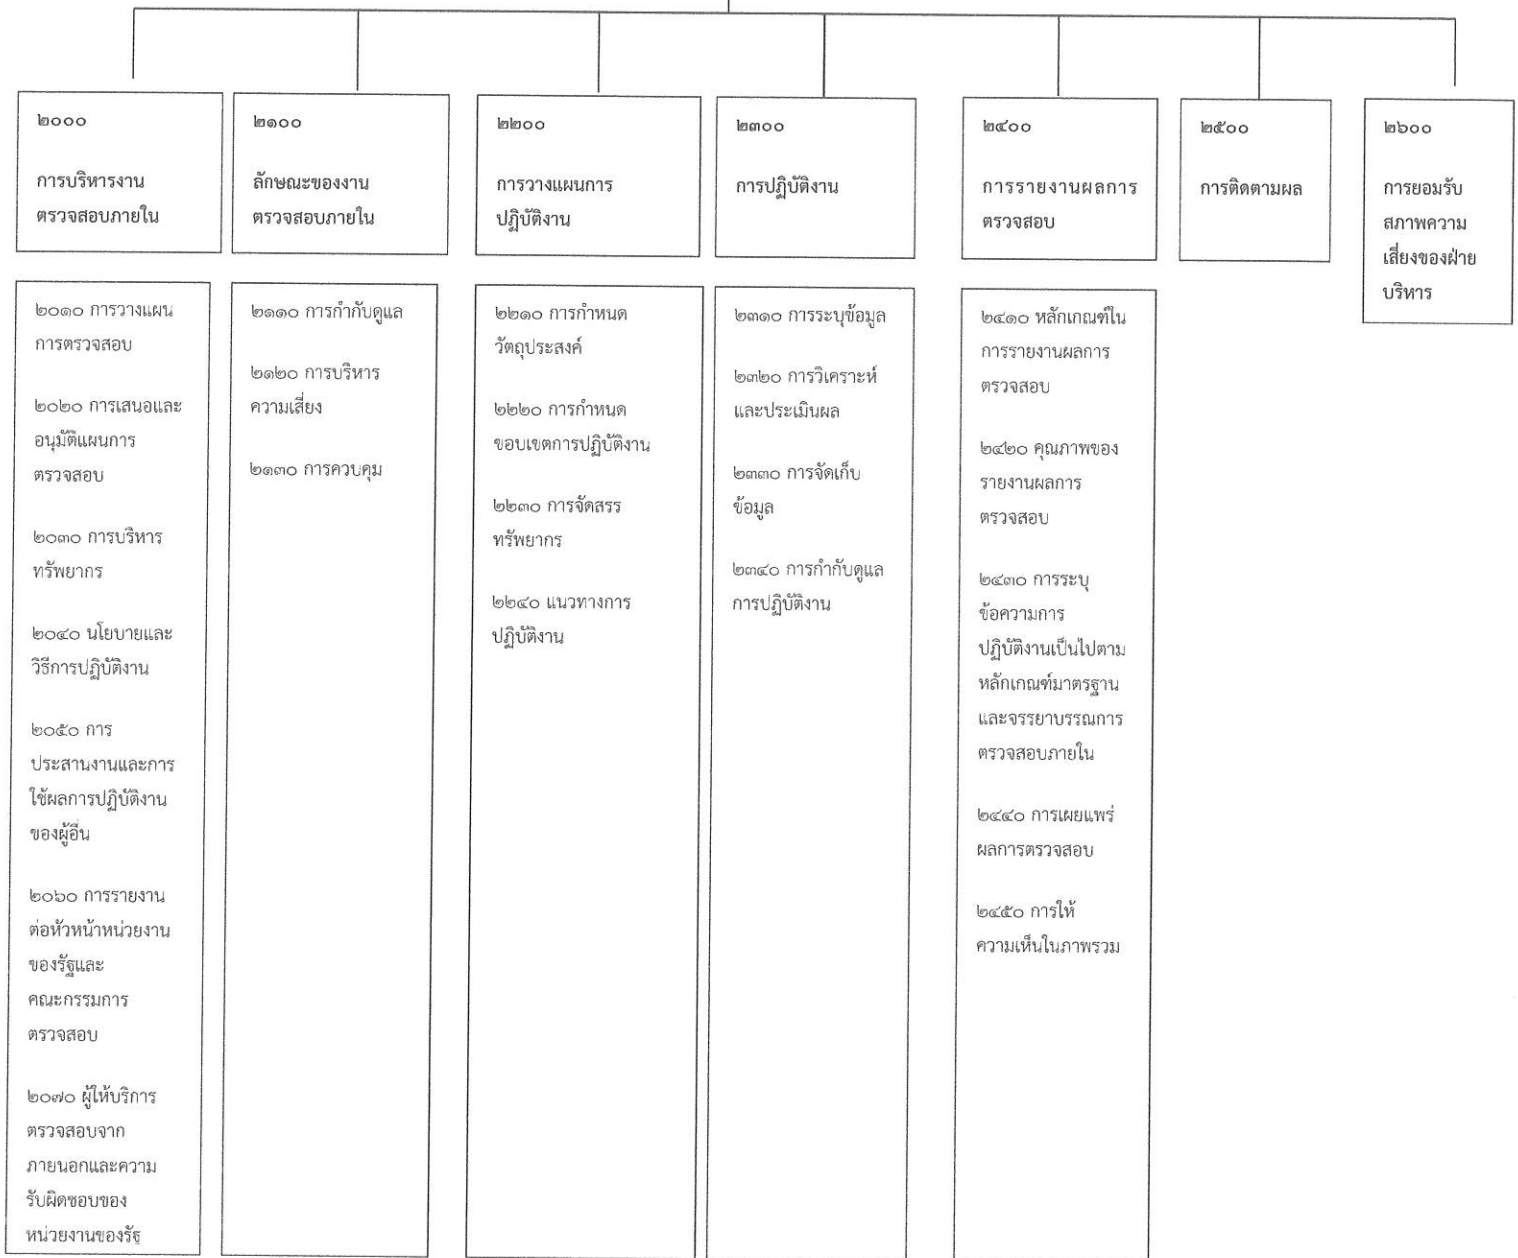 ๒๐๐๐
การบริหารงาน
ตรวจสอบภายใน
๒๑๐๐
ลักษณะของงาน
ตรวจสอบภายใน
๒๒๐๐
การวางแผนการ
ปฏิบัติงาน
๒๓๐๐
การปฏิบัติงาน
๒๔๐๐
การรายงานผลการ
ตรวจสอบ
๒๕๐๐
การติดตามผล
๒๖๐๐
การยอมรับ
สภาพความ
เสี่ยงของฝ่าย
บริหาร
๒๐๑๐ การวางแผน
การตรวจสอบ
๒๐๒๐ การเสนอและ
อนุมัติแผนการ
ตรวจสอบ
๒๐๓๐ การบริหาร
ทรัพยากร
๒๐๔๐ นโยบายและ
วิธีการปฏิบัติงาน
๒๐๕๐ การ
ประสานงานและการ
ใช้ผลการปฏิบัติงาน
ของผู้อื่น
๒๐๖๐ การรายงาน
ต่อหัวหน้าหน่วยงาน
ของรัฐและ
คณะกรรมการ
ตรวจสอบ
๒๐๗๐ ผู้ให้บริการ
ตรวจสอบจาก
ภายนอกและความ
รับผิดชอบของ
หน่วยงานของรัฐ
๒๑๑๐ การกำกับดูแล
๒๑๒๐ การบริหาร
ความเสี่ยง
๒๑๓๐ การควบคุม
๒๒๑๐ การกำหนด
วัตถุประสงค์
๒๒๒๐ การกำหนด
ขอบเขตการปฏิบัติงาน
๒๒๓๐ การจัดสรร
ทรัพยากร
๒๒๔๐ แนวทางการ
ปฏิบัติงาน
๒๓๑๐ การระบุข้อมูล
๒๓๒๐ การวิเคราะห์
และประเมินผล
๒๓๓๐ การจัดเก็บ
ข้อมูล
๒๓๔๐ การกำกับดูแล
การปฏิบัติงาน
๒๔๑๐ หลักเกณฑ์ใน
การรายงานผลการ
ตรวจสอบ
๒๔๒๐ คุณภาพของ
รายงานผลการ
ตรวจสอบ
๒๔๓๐ การระบุ
ข้อความการ
ปฏิบัติงานเป็นไปตาม
หลักเกณฑ์มาตรฐาน
และจรรยาบรรณการ
ตรวจสอบภายใน
๒๔๔๐ การเผยแพร่
ผลการตรวจสอบ
๒๔๕๐ การให้
ความเห็นในภาพรวม